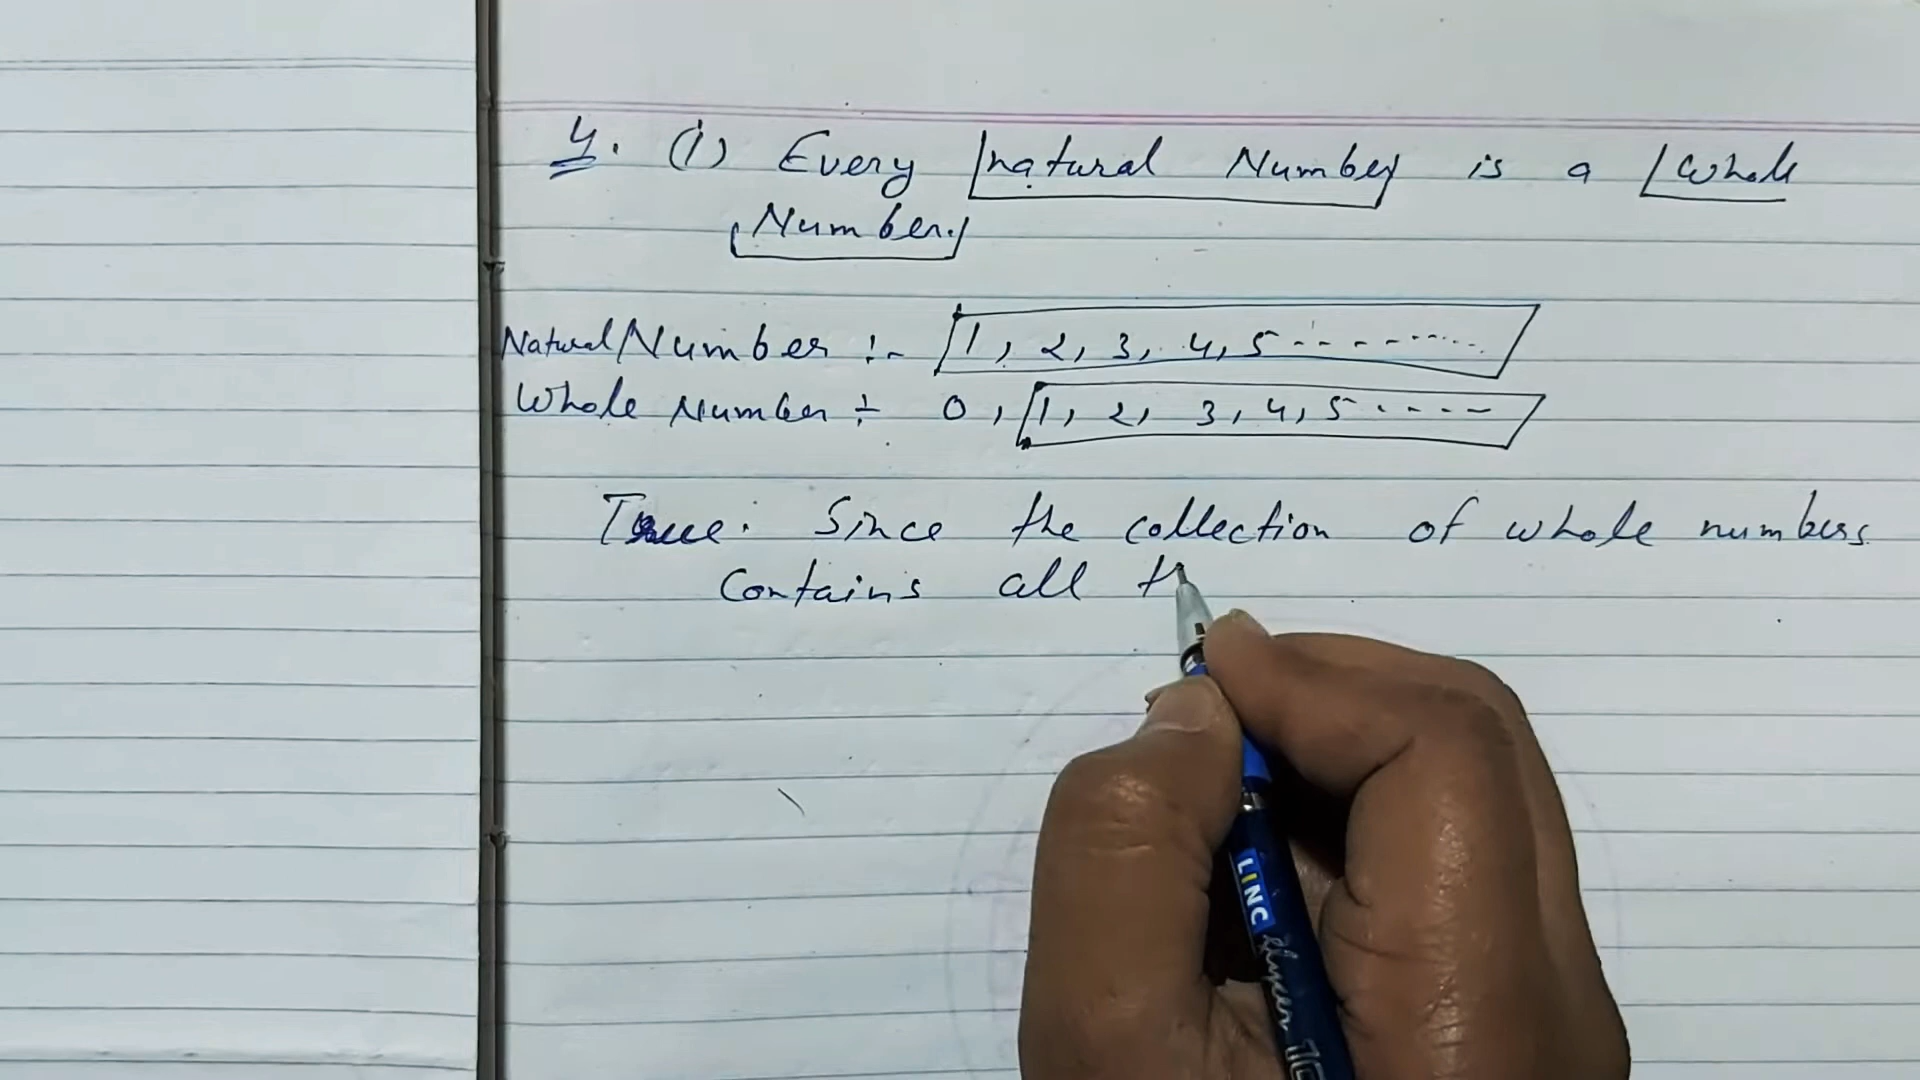 4. (i) Every natural Number is a Whole
Number.
Natural Number :- 1, 2, 3, 4, 5 ---------
Whole Number ÷ 0, 1, 2, 3, 4, 5 -----
True: Since the collection of whole numbers
Contains all th
LINC